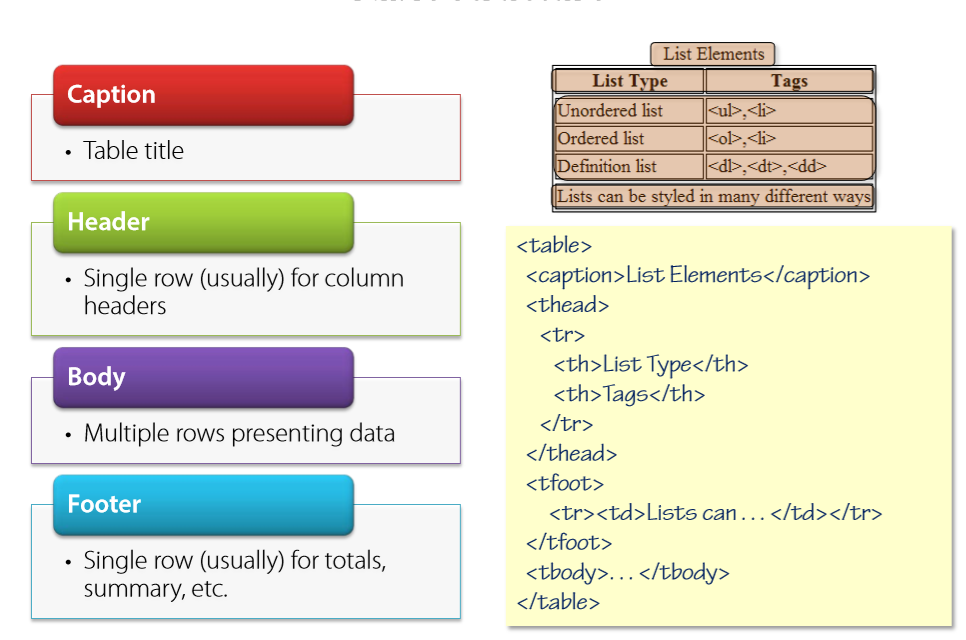 Caption
• Table title
Header
• Single row (usually) for column
headers
Body
• Multiple rows presenting data
Footer
• Single row (usually) for totals,
summary, etc.
List Elements
List Type Tags
Unordered list <ul>,<li>
Ordered list <ol>,<li>
Definition list <dl>,<dt>,<dd>
Lists can be styled in many different ways
<table>
<caption>List Elements</caption>
<thead>
<tr>
<th>List Type</th>
<th>Tags</th>
</tr>
</thead>
<tfoot>
<tr><td>Lists can . . . </td></tr>
</tfoot>
<tbody>. . . </tbody>
</table>